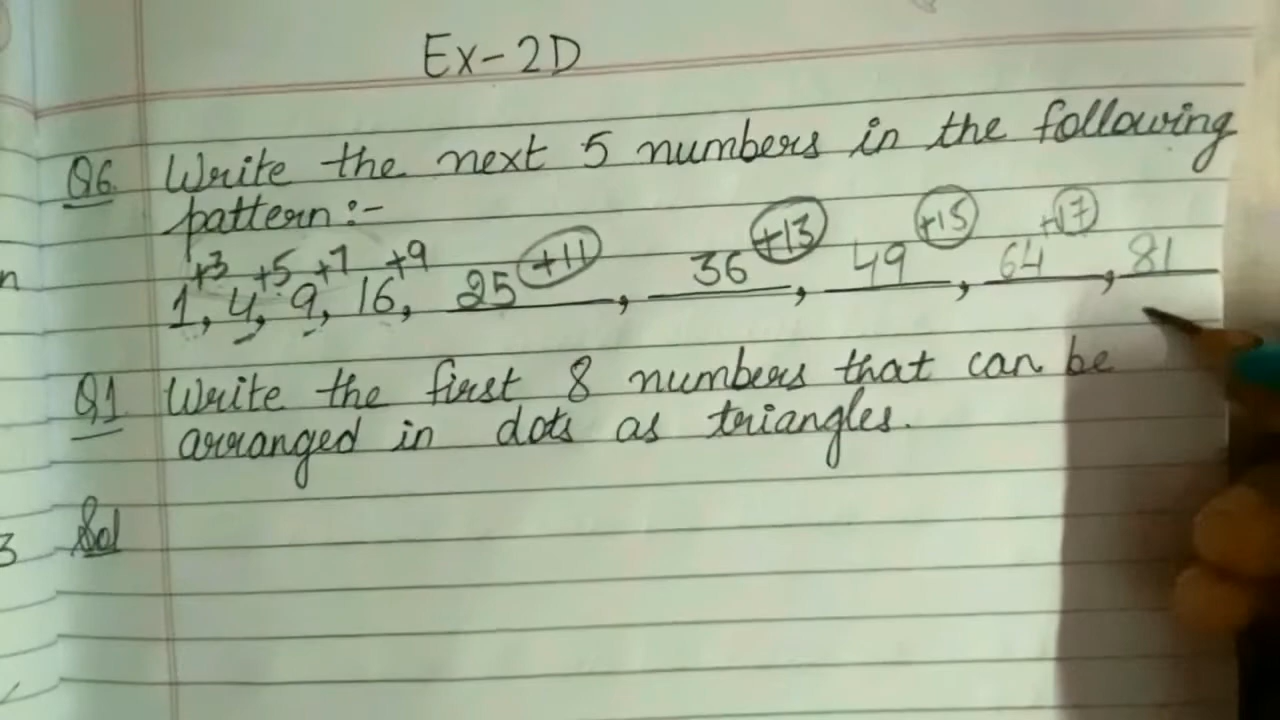 Ex-2D
Q6. Write the next 5 numbers in the following
pattern:-
+3 +5 +7 +9 +11 +13 +15 +17
1, 4, 9, 16, 25, 36, 49, 64, 81
Q1 Write the first 8 numbers that can be
arranged in dots as triangles.
Sol
3